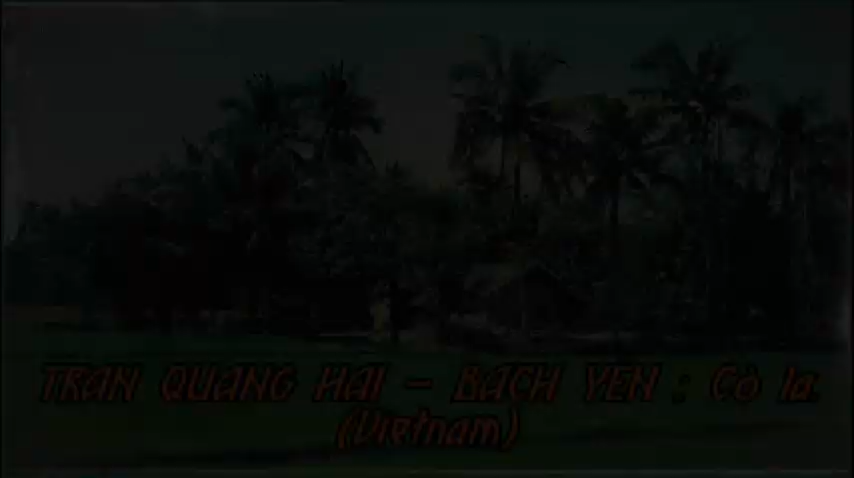 TRAN QUANG HAI - BACH YEN : Cò lả
(Vietnam)